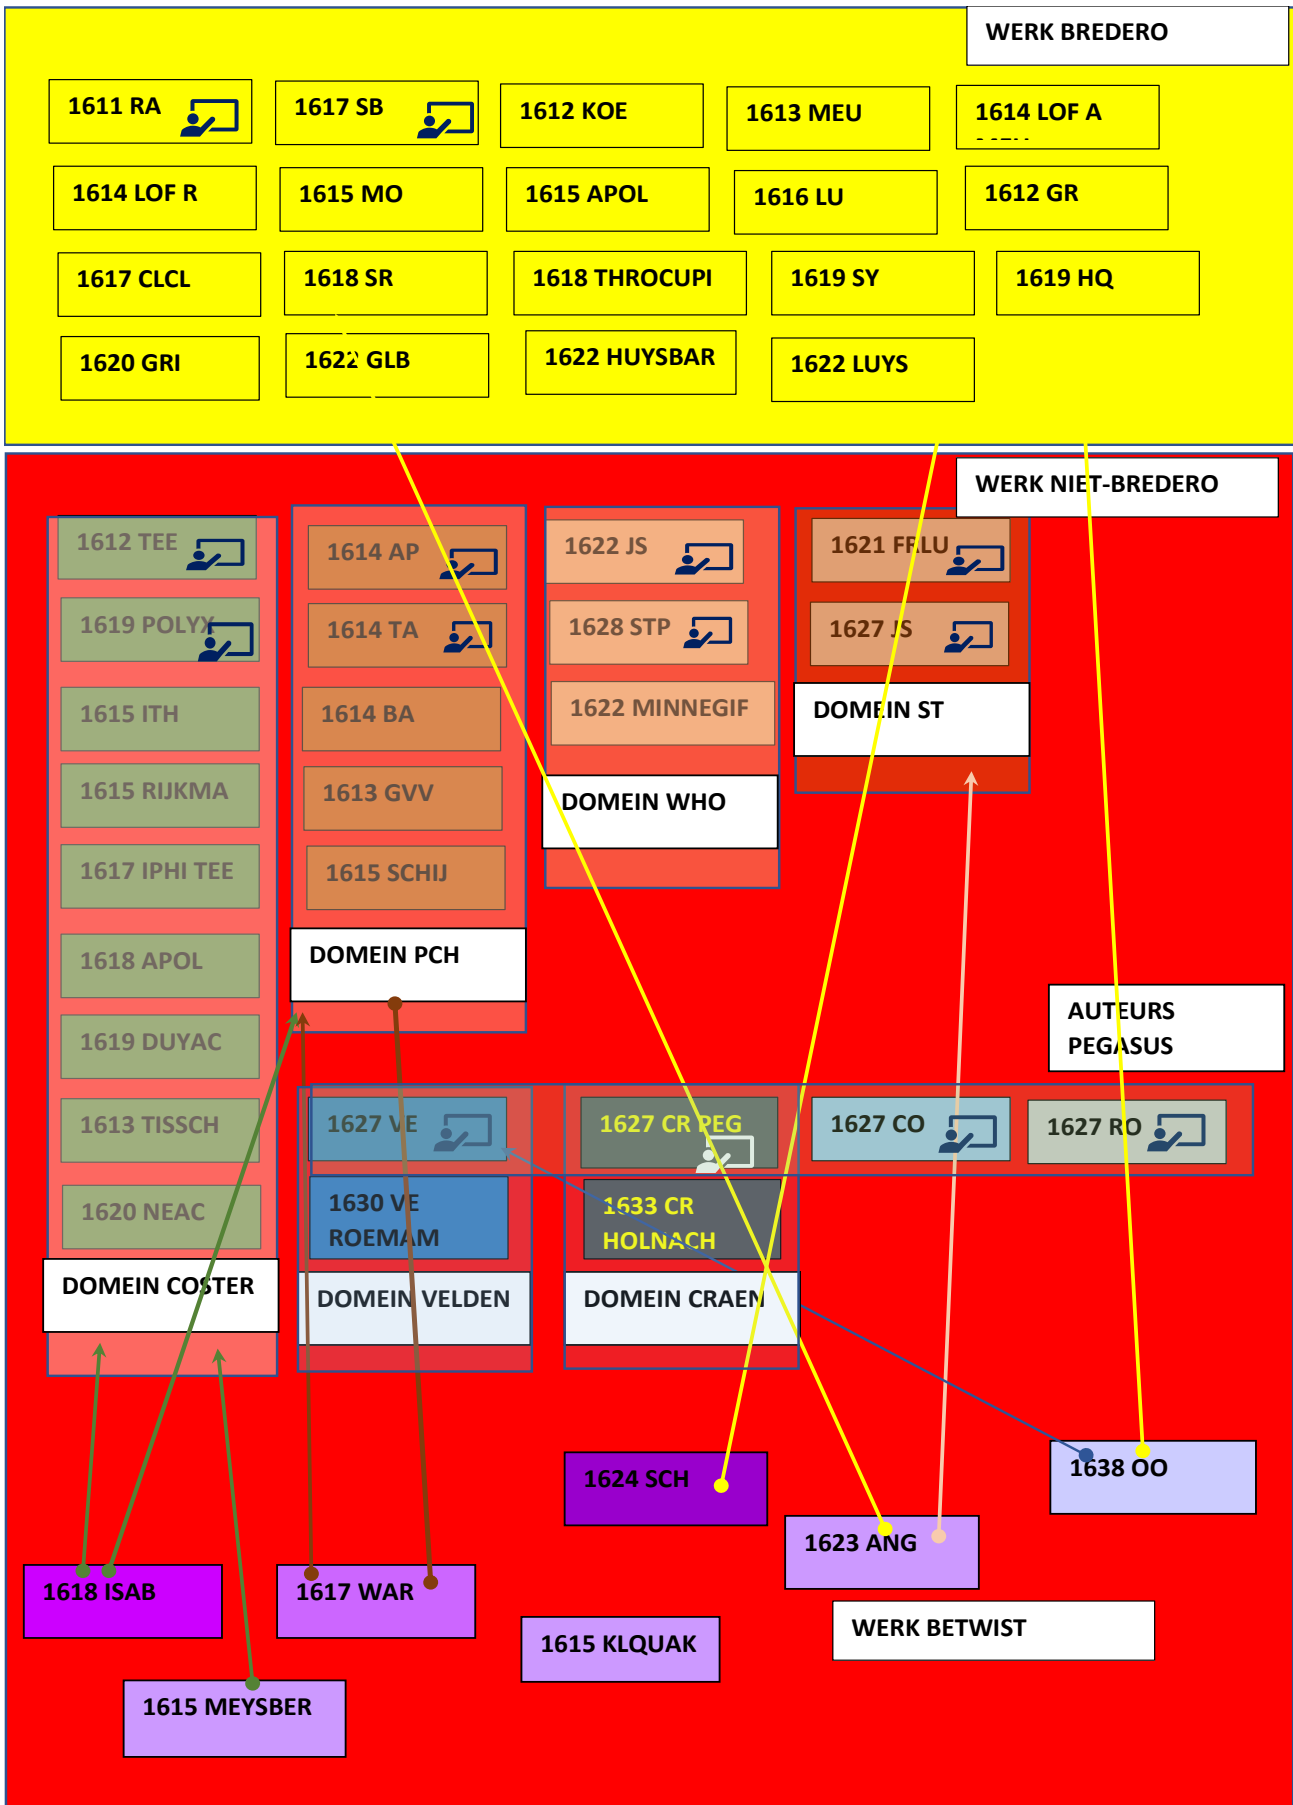 WERK BREDERO
1611 RA
1617 SB
1612 KOE
1613 MEU
1614 LOF A
1614 LOF R
1615 MO
1615 APOL
1616 LU
1612 GR
1617 CLCL
1618 SR
1618 THROCUPI
1619 SY
1619 HQ
1620 GRI
1622 GLB
1622 HUYSBAR
1622 LUYS
WERK NIET-BREDERO
1612 TEE
1619 POLYX
1615 ITH
1615 RIJKMA
1617 IPHI TEE
1618 APOL
1619 DUYAC
1613 TISSCH
1620 NEAC
DOMEIN COSTER
1614 AP
1614 TA
1614 BA
1613 GVV
1615 SCHIJ
DOMEIN PCH
1622 JS
1628 STP
1622 MINNEGIF
DOMEIN WHO
1621 FRLU
1627 JS
DOMEIN ST
AUTEURS
PEGASUS
1627 VE
1630 VE
ROEMAM
DOMEIN VELDEN
1627 CR PEG
1633 CR
HOLNACH
DOMEIN CRAEN
1627 CO
1627 RO
1624 SCH
1638 OO
1623 ANG
1618 ISAB
1617 WAR
1615 KLQUAK
WERK BETWIST
1615 MEYSBER